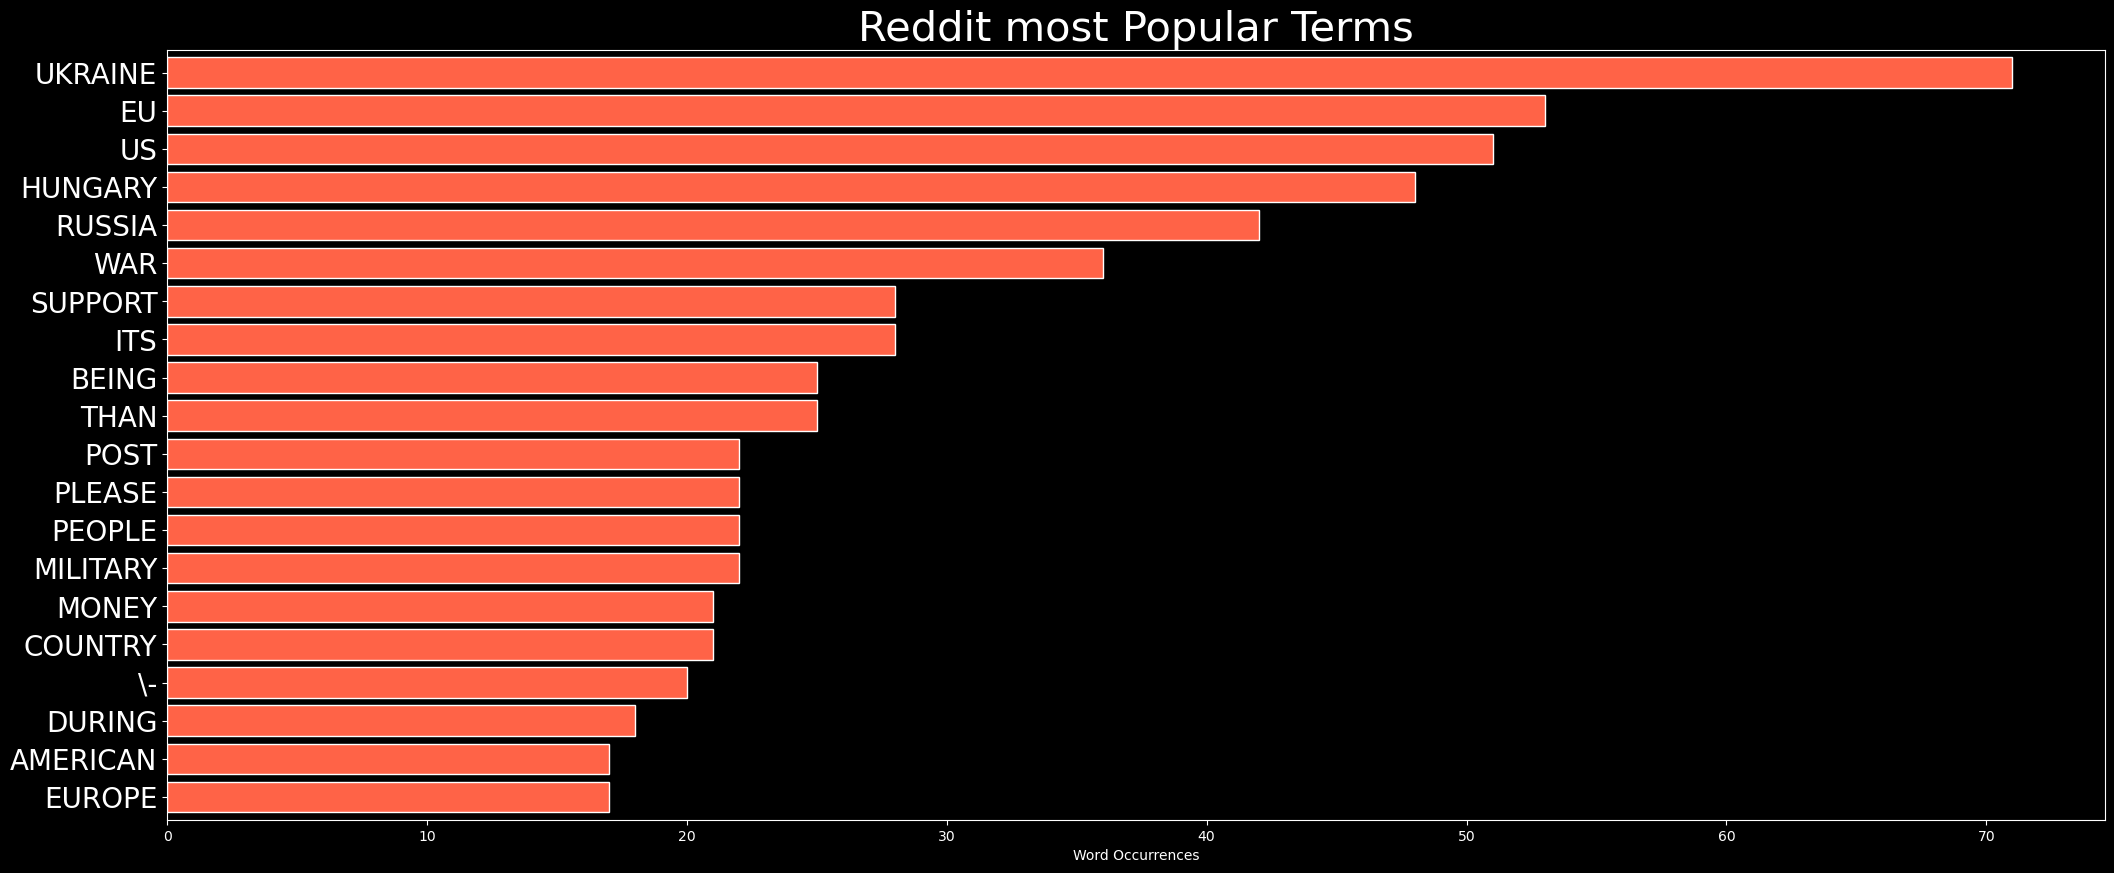 Reddit most Popular Terms
UKRAINE
EU
US
HUNGARY
RUSSIA
WAR
SUPPORT
ITS
BEING
THAN
POST
PLEASE
PEOPLE
MILITARY
MONEY
COUNTRY
\-
DURING
AMERICAN
EUROPE
0 10 20 30 40 50 60 70
Word Occurrences